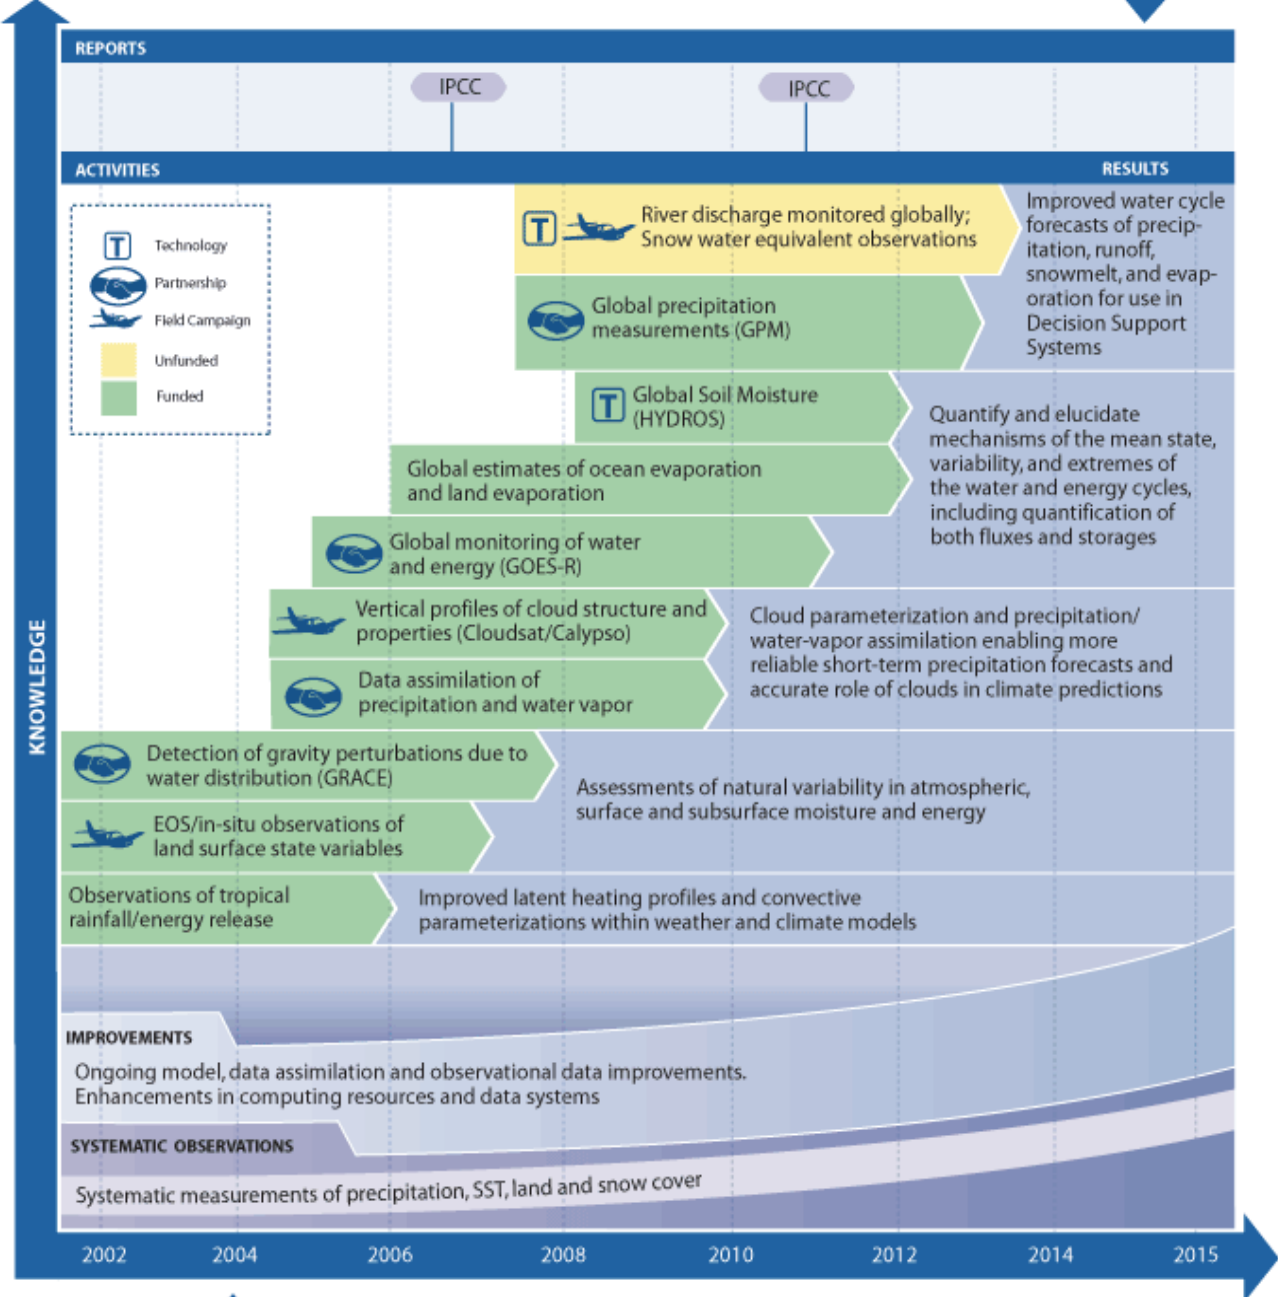 REPORTS
IPCC
IPCC
ACTIVITIES
RESULTS
T
Technology
Partnership
Field Campaign
Unfunded
Funded
T
River discharge monitored globally;
Snow water equivalent observations
Global precipitation
measurements (GPM)
Improved water cycle
forecasts of precip-
itation, runoff,
snowmelt, and evap-
oration for use in
Decision Support
Systems
T
Global Soil Moisture
(HYDROS)
Global estimates of ocean evaporation
and land evaporation
Global monitoring of water
and energy (GOES-R)
Quantify and elucidate
mechanisms of the mean state,
variability, and extremes of
the water and energy cycles,
including quantification of
both fluxes and storages
Vertical profiles of cloud structure and
properties (Cloudsat/Calypso)
Data assimilation of
precipitation and water vapor
Cloud parameterization and precipitation/
water-vapor assimilation enabling more
reliable short-term precipitation forecasts and
accurate role of clouds in climate predictions
Detection of gravity perturbations due to
water distribution (GRACE)
EOS/in-situ observations of
land surface state variables
Assessments of natural variability in atmospheric,
surface and subsurface moisture and energy
Observations of tropical
rainfall/energy release
Improved latent heating profiles and convective
parameterizations within weather and climate models
IMPROVEMENTS
Ongoing model, data assimilation and observational data improvements.
Enhancements in computing resources and data systems
SYSTEMATIC OBSERVATIONS
Systematic measurements of precipitation, SST, land and snow cover
KNOWLEDGE
2002 2004 2006 2008 2010 2012 2014 2015